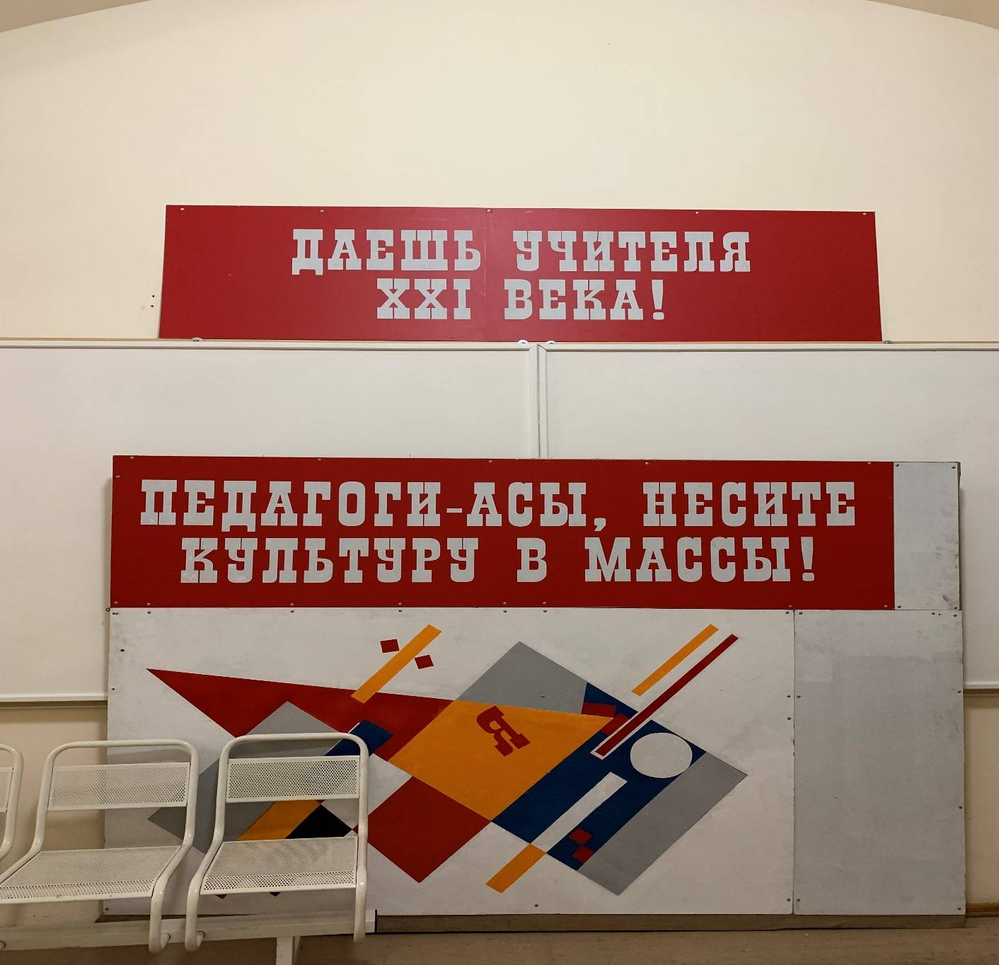 ДАЕШЬ УЧИТЕЛЯ
XXI ВЕКА!
ПЕДАГОГИ-АСЫ, НЕСИТЕ
КУЛЬТУРУ В МАССЫ!